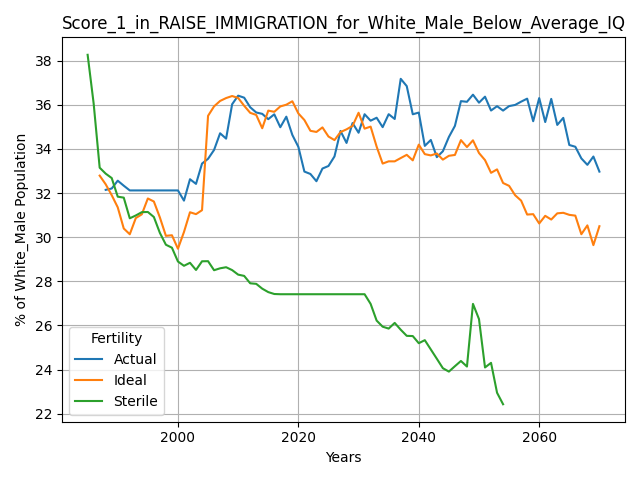 Score_1_in_RAISE_IMMIGRATION_for_White_Male_Below_Average_IQ
% of White_Male Population
38
36
34
32
30
28
26
24
22
Fertility
Actual
Ideal
Sterile
2000
2020
2040
2060
Years